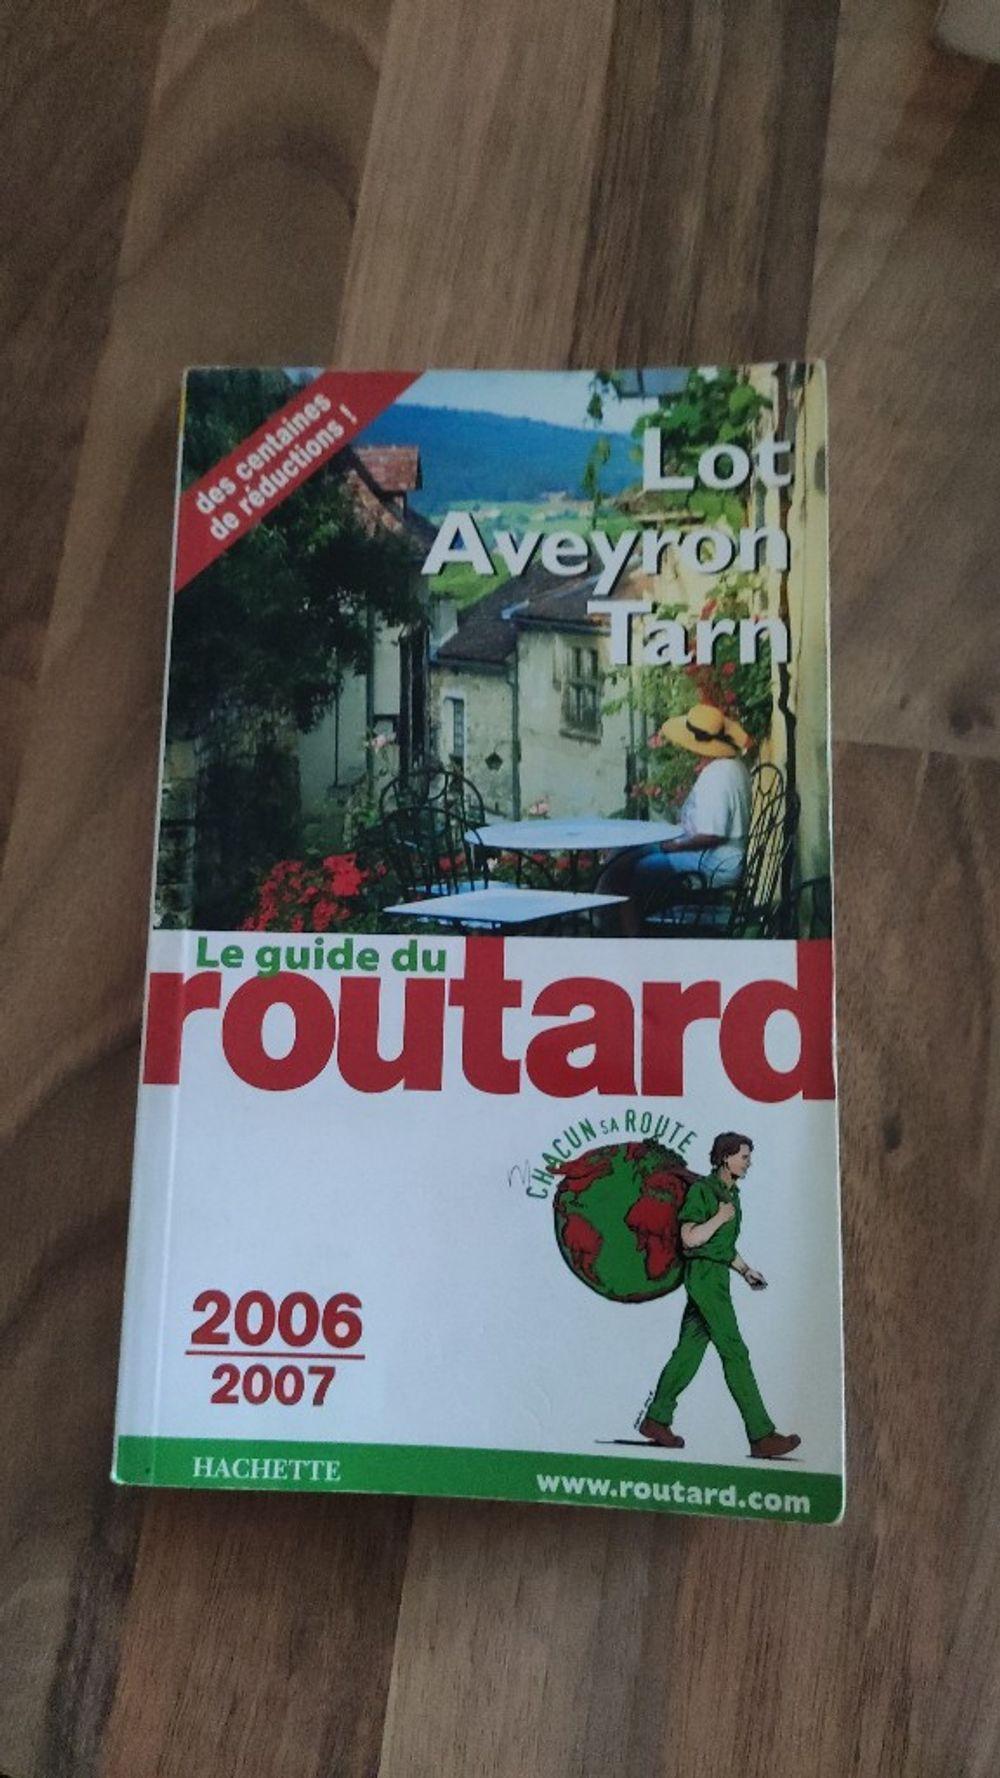 des centaines
de réductions !
Lot
Aveyron
Tarn
Le guide du
routard
CHACUN SA ROUTE
2006
2007
HACHETTE
www.routard.com